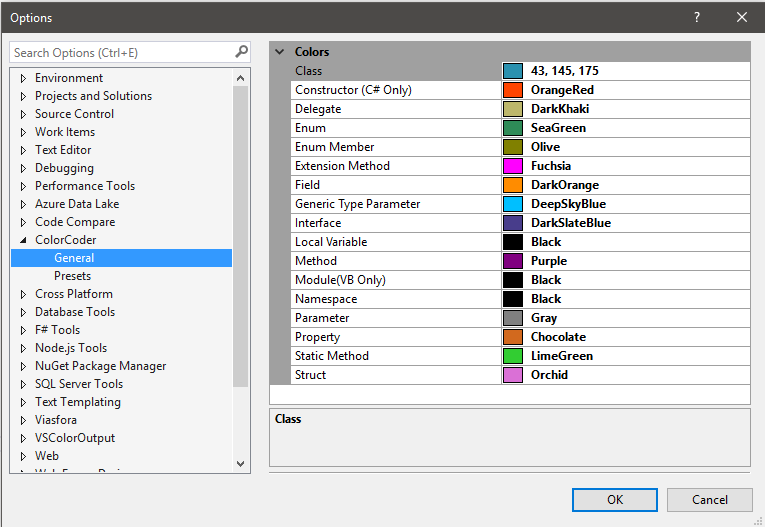 Options
?
Search Options (Ctrl+E)
Environment
Projects and Solutions
Source Control
Work Items
Text Editor
Debugging
Performance Tools
Azure Data Lake
Code Compare
ColorCoder
General
Presets
Cross Platform
Database Tools
F# Tools
Node.js Tools
NuGet Package Manager
SQL Server Tools
Text Templating
Viasfora
VSColorOutput
Web
Colors
Class 43, 145, 175
Constructor (C# Only) OrangeRed
Delegate DarkKhaki
Enum SeaGreen
Enum Member Olive
Extension Method Fuchsia
Field DarkOrange
Generic Type Parameter DeepSkyBlue
Interface DarkSlateBlue
Local Variable Black
Method Purple
Module(VB Only) Black
Namespace Black
Parameter Gray
Property Chocolate
Static Method LimeGreen
Struct Orchid
Class
OK Cancel